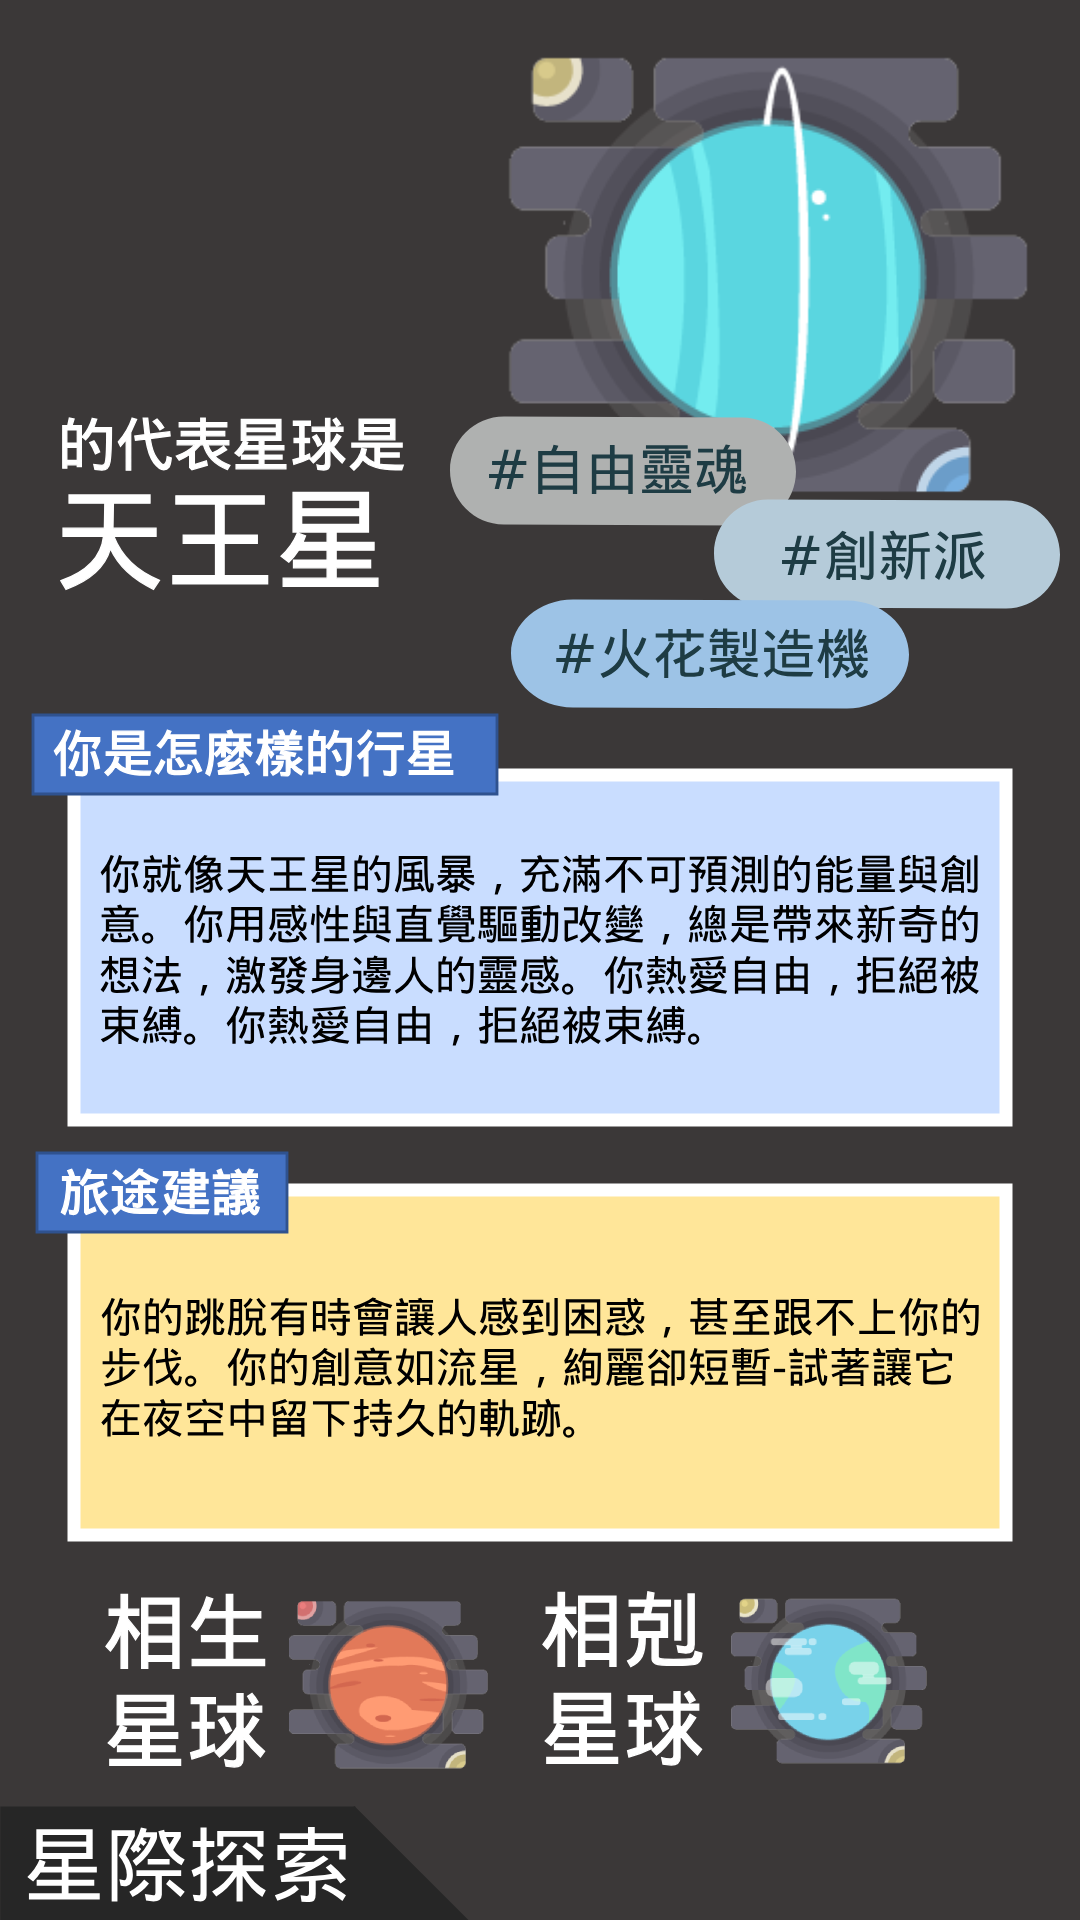 的代表星球是
天王星
#自由靈魂
#創新派
#火花製造機
你是怎麼樣的行星
你就像天王星的風暴，充滿不可預測的能量與創
意。你用感性與直覺驅動改變，總是帶來新奇的
想法，激發身邊人的靈感。你熱愛自由，拒絕被
束縛。你熱愛自由，拒絕被束縛。
旅途建議
你的跳脫有時會讓人感到困惑，甚至跟不上你的
步伐。你的創意如流星，絢麗卻短暫-試著讓它
在夜空中留下持久的軌跡。
相生
星球
相剋
星球
星際探索